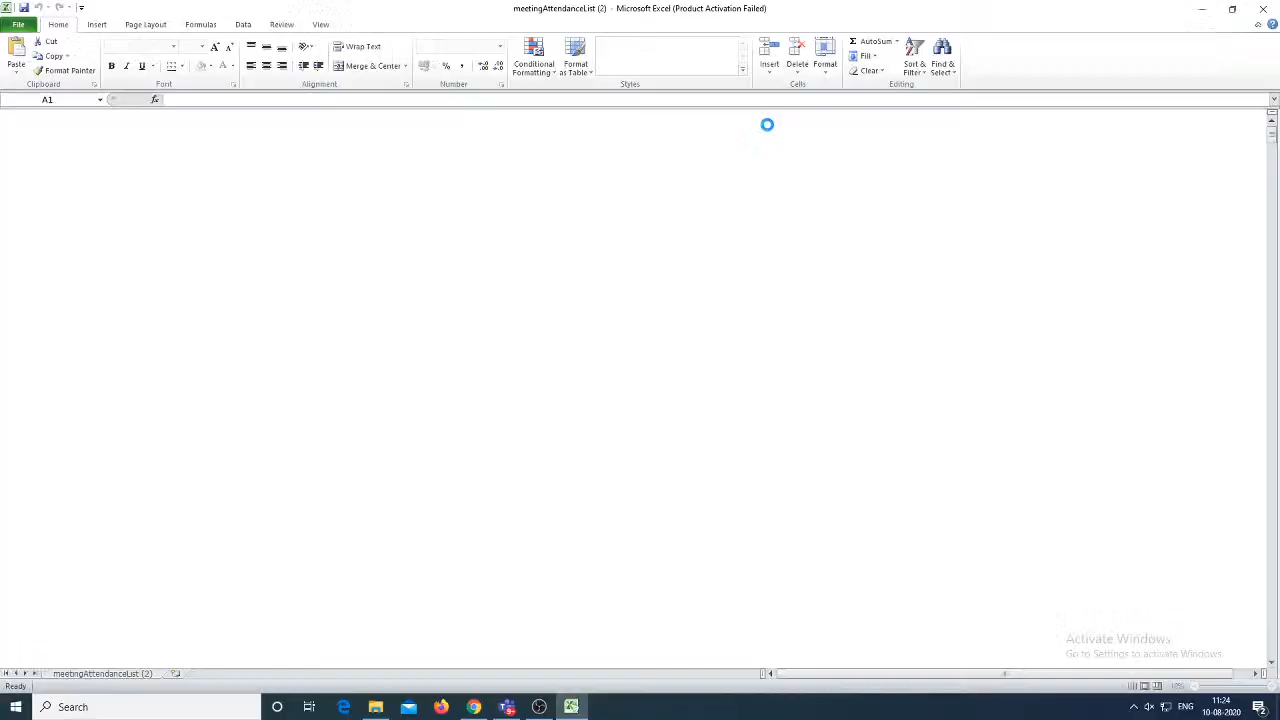 meetingAttendanceList (2) - Microsoft Excel (Product Activation Failed)
File Home Insert Page Layout Formulas Data Review View
Paste Cut Copy Format Painter Clipboard
B I U A A Font
Wrap Text Merge & Center Alignment
% , Number
Conditional Formatting Format as Table Styles
Insert Delete Format Cells
Σ AutoSum Fill Clear Sort & Filter Find & Select Editing
A1 fx
Activate Windows
Go to Settings to activate Windows.
meetingAttendanceList (2)
Ready 10%
Search ENG 11:24
10-08-2020 2